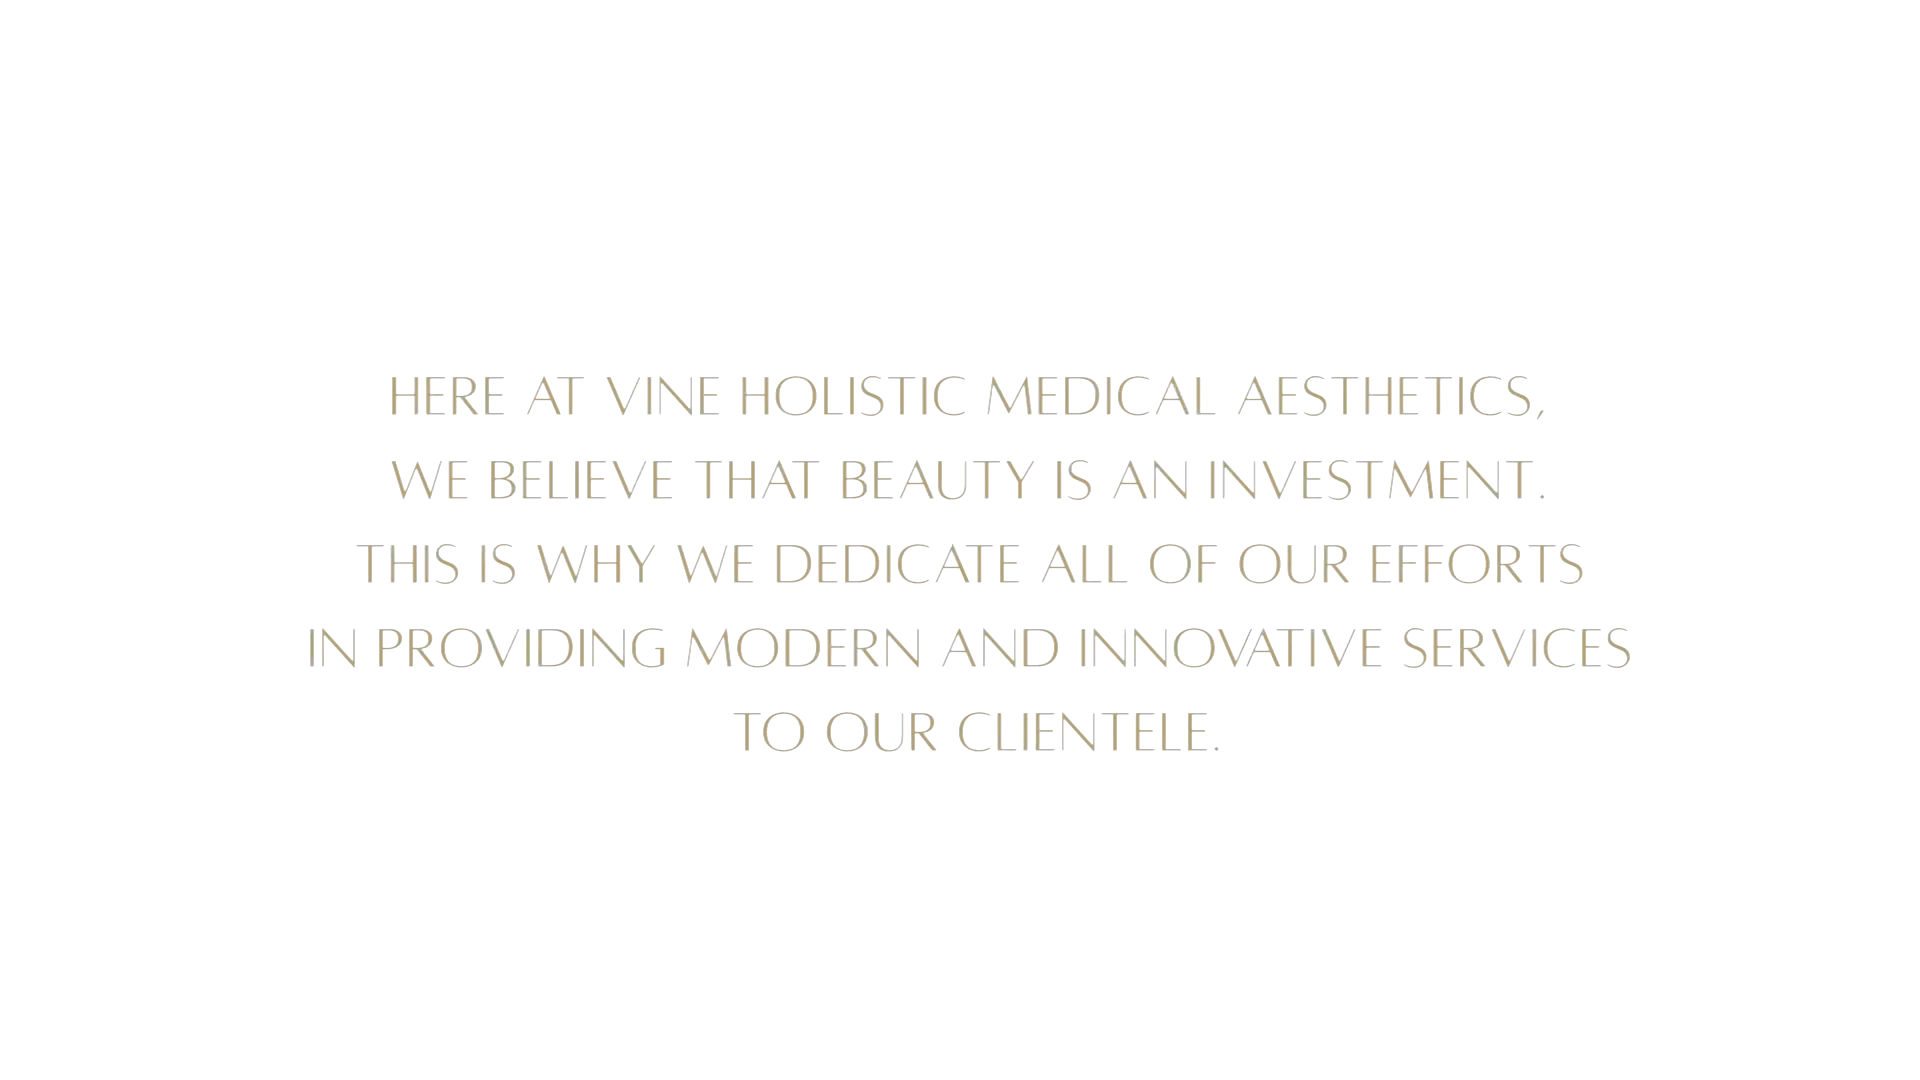 HERE AT VINE HOLISTIC MEDICAL AESTHETICS,
WE BELIEVE THAT BEAUTY IS AN INVESTMENT.
THIS IS WHY WE DEDICATE ALL OF OUR EFFORTS
IN PROVIDING MODERN AND INNOVATIVE SERVICES
TO OUR CLIENTELE.